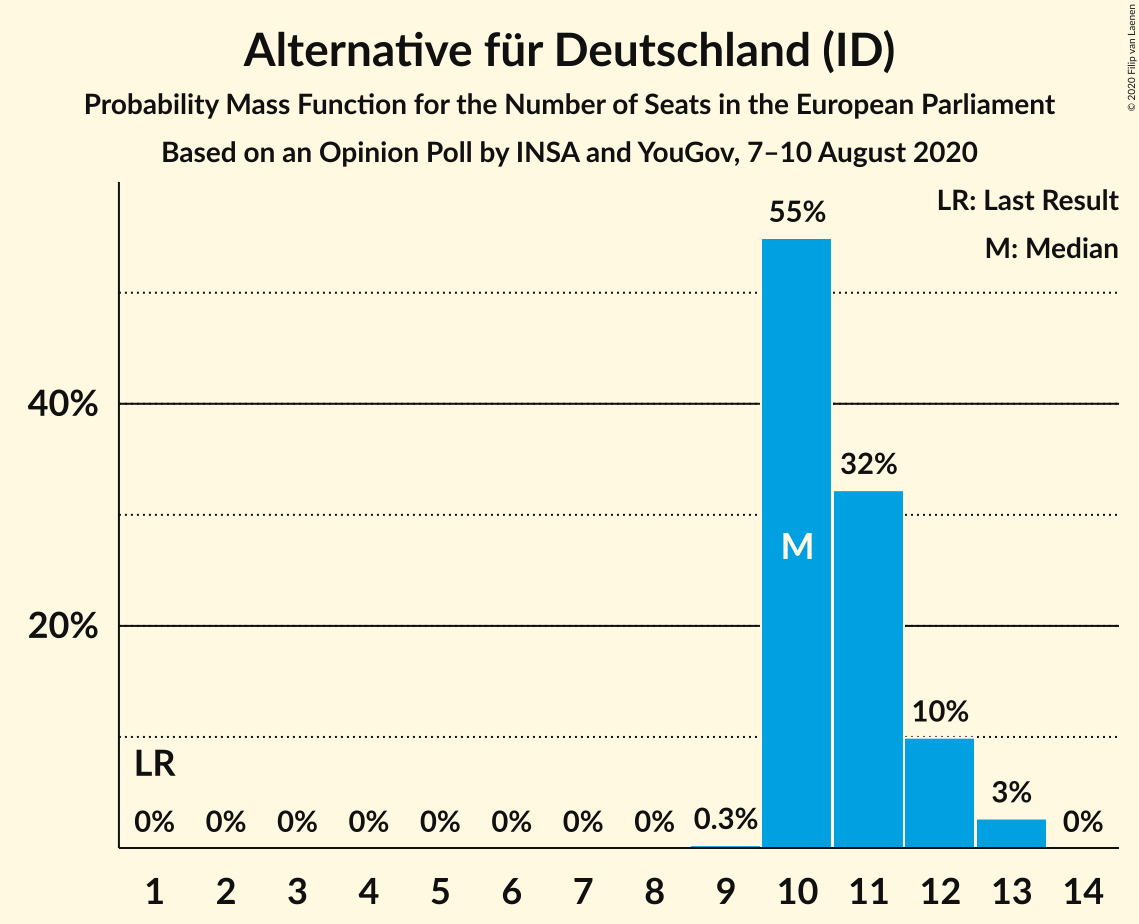 Alternative für Deutschland (ID)
Probability Mass Function for the Number of Seats in the European Parliament
Based on an Opinion Poll by INSA and YouGov, 7–10 August 2020
© 2020 Filip van Laenen
LR: Last Result
M: Median
55%
40%
32%
M
20%
10%
LR
3%
0% 0% 0% 0% 0% 0% 0% 0% 0.3% 0%
1 2 3 4 5 6 7 8 9 10 11 12 13 14